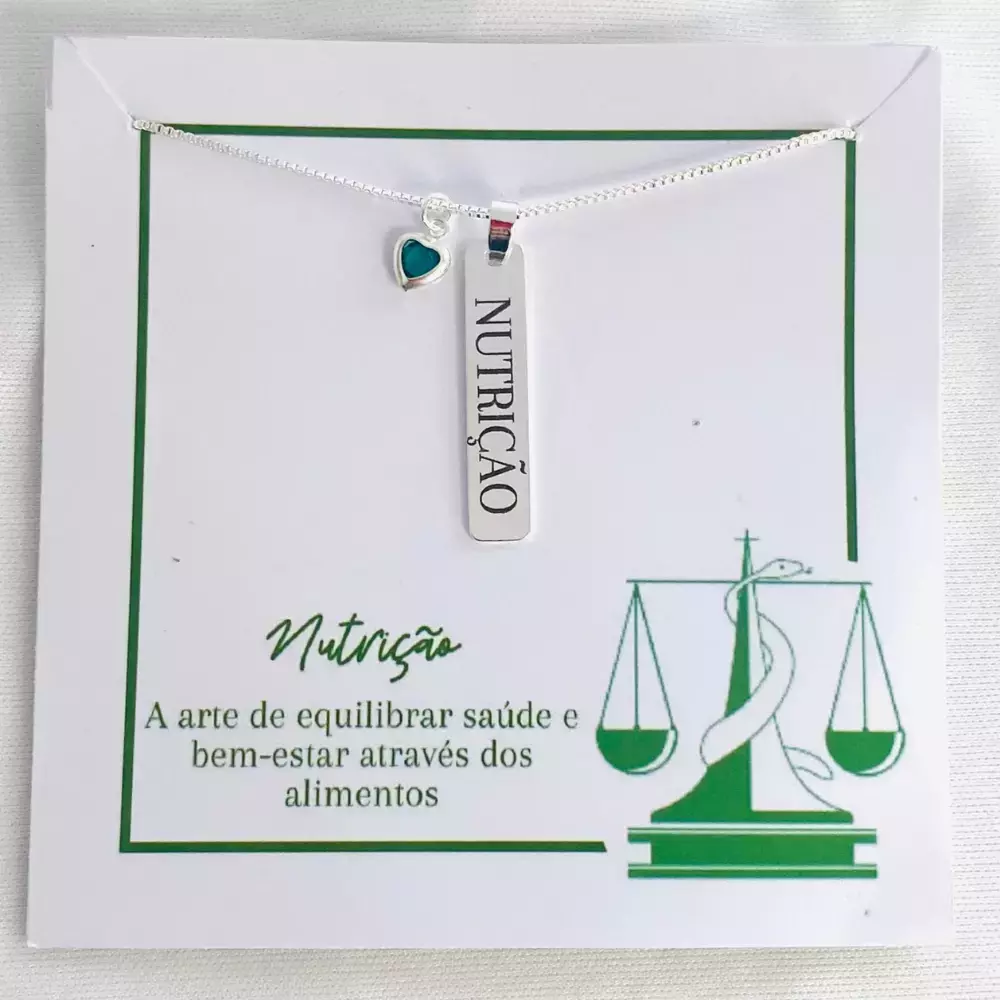 NUTRIÇÃO
Nutrição
A arte de equilibrar saúde e
bem-estar através dos
alimentos